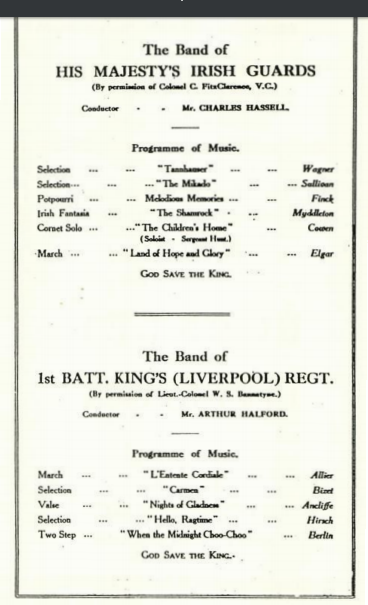 The Band of
HIS MAJESTY'S IRISH GUARDS
(By permission of Colonel C. FitzClarence, V.C.)
Conductor - - Mr. CHARLES HASSELL.
Programme of Music.
Selection ... ... "Tannhauser" ... ... Wagner
Selection... ... ..."The Mikado" ... ... Sullivan
Potpourri ... Melodious Memories ... ... Finck
Irish Fantasia ... "The Shamrock" - ... Myddleton
Cornet Solo ... ..."The Children's Home" ... Cowen
(Soloist - Sergeant Hunt.)
March ... ... "Land of Hope and Glory" ... ... Elgar
GOD SAVE THE KING.
The Band of
1st BATT. KING'S (LIVERPOOL) REGT.
(By permission of Lieut.-Colonel W. S. Bannatyne.)
Conductor - - Mr. ARTHUR HALFORD.
Programme of Music.
March ... ... "L'Entente Cordiale" ... ... Allier
Selection ... "Carmen" ... ... Bizet
Valse ... "Nights of Gladness" ... ... Ancliffe
Selection ... ..."Hello, Ragtime" ... ... Hirsch
Two Step ... "When the Midnight Choo-Choo" ... Berlin
GOD SAVE THE KING.